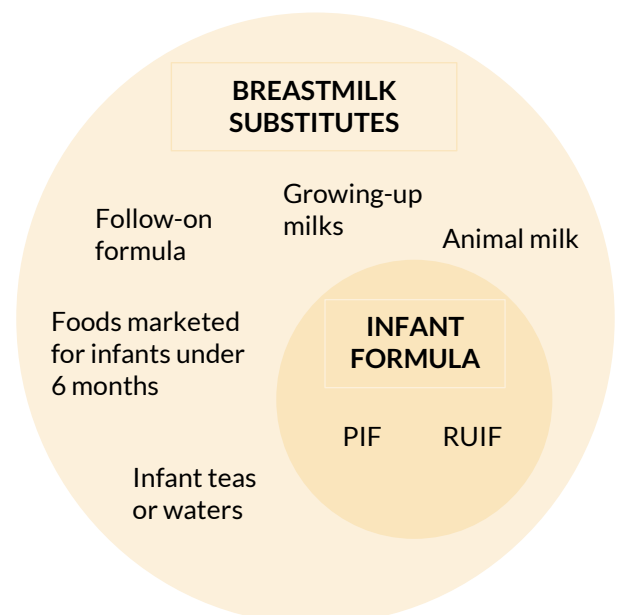 BREASTMILK
SUBSTITUTES
Growing-up
milks
Follow-on
formula
Animal milk
Foods marketed
for infants under
6 months
INFANT
FORMULA
PIF
RUIF
Infant teas
or waters